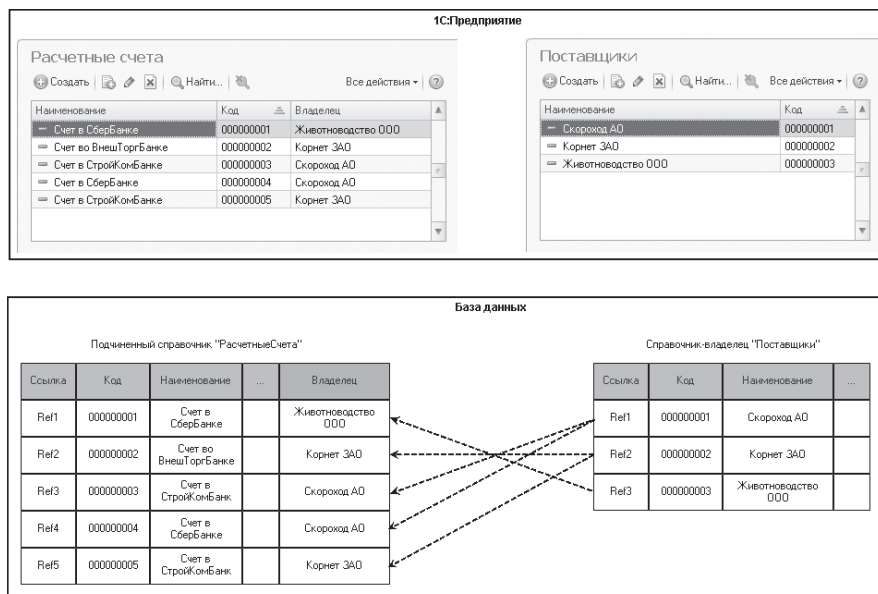 1С:Предприятие
Расчетные счета
Создать Найти... Все действия ?
Наименование Код Владелец
Счет в СберБанке 000000001 Животноводство ООО
Счет во ВнешТоргБанке 000000002 Корнет ЗАО
Счет в СтройКомБанке 000000003 Скороход АО
Счет в СберБанке 000000004 Скороход АО
Счет в СтройКомБанке 000000005 Корнет ЗАО
Поставщики
Создать Найти... Все действия ?
Наименование Код
Скороход АО 000000001
Корнет ЗАО 000000002
Животноводство ООО 000000003
База данных
Подчиненный справочник "РасчетныеСчета"
Ссылка Код Наименование ... Владелец
Ref1 000000001 Счет в СберБанке Животноводство ООО
Ref2 000000002 Счет во ВнешТоргБанке Корнет ЗАО
Ref3 000000003 Счет в СтройКомБанк Скороход АО
Ref4 000000004 Счет в СберБанке Скороход АО
Ref5 000000005 Счет в СтройКомБанк Корнет ЗАО
Справочник-владелец "Поставщики"
Ссылка Код Наименование ...
Ref1 000000001 Скороход АО
Ref2 000000002 Корнет ЗАО
Ref3 000000003 Животноводство ООО